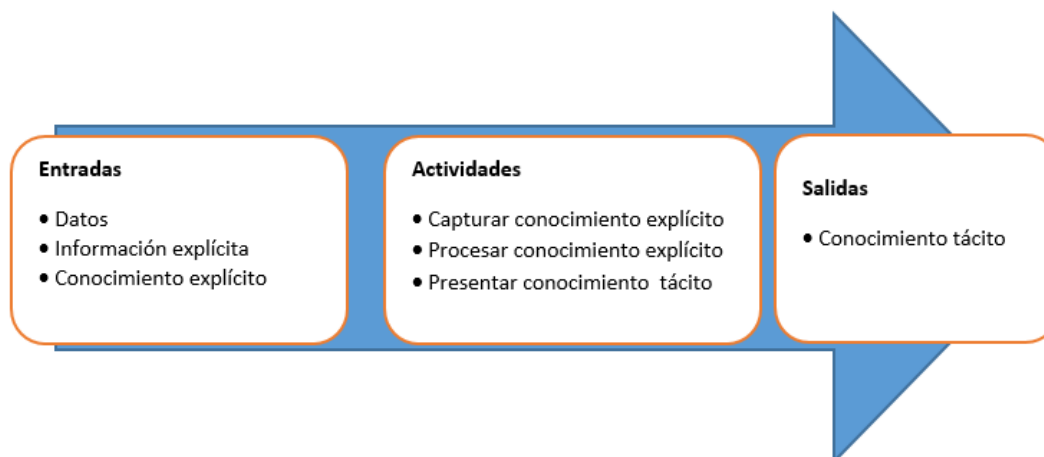 Entradas
• Datos
• Información explícita
• Conocimiento explícito
Actividades
• Capturar conocimiento explícito
• Procesar conocimiento explícito
• Presentar conocimiento tácito
Salidas
• Conocimiento tácito